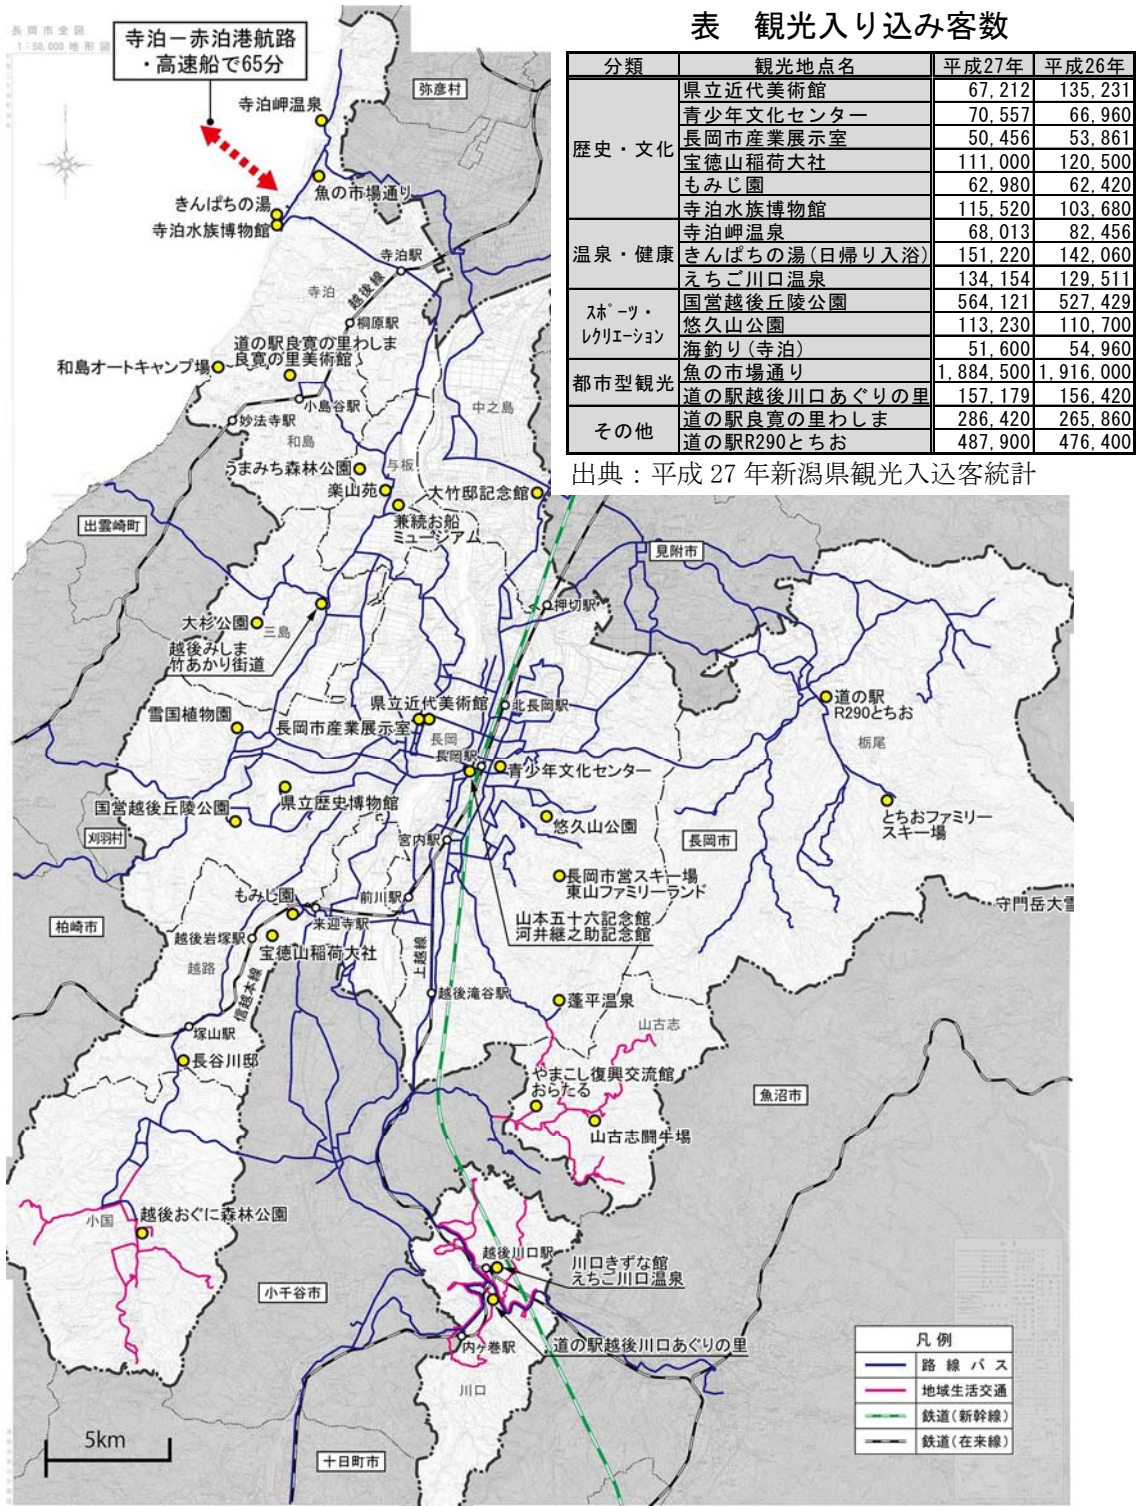 長岡市全図
1:50,000 地形図
寺泊－赤泊港航路
・高速船で65分
表　観光入り込み客数
分類 観光地点名 平成27年 平成26年
歴史・文化
県立近代美術館 67,212 135,231
青少年文化センター 70,557 66,960
長岡市産業展示室 50,456 53,861
宝徳山稲荷大社 111,000 120,500
もみじ園 62,980 62,420
寺泊水族博物館 115,520 103,680
温泉・健康
寺泊岬温泉 68,013 82,456
きんぱちの湯(日帰り入浴) 151,220 142,060
えちご川口温泉 134,154 129,511
ｽﾎﾟｰﾂ・
ﾚｸﾘｴｰｼｮﾝ
国営越後丘陵公園 564,121 527,429
悠久山公園 113,230 110,700
海釣り(寺泊) 51,600 54,960
都市型観光
魚の市場通り 1,884,500 1,916,000
道の駅越後川口あぐりの里 157,179 156,420
その他
道の駅良寛の里わしま 286,420 265,860
道の駅R290とちお 487,900 476,400
出典：平成 27 年新潟県観光入込客統計
弥彦村
寺泊岬温泉
魚の市場通り
きんぱちの湯
寺泊水族博物館
寺泊駅
寺泊
越後線
桐原駅
道の駅良寛の里わしま
良寛の里美術館
和島オートキャンプ場
小島谷駅
中之島
妙法寺駅
和島
うまみち森林公園
与板
楽山苑
大竹邸記念館
兼続お船
ミュージアム
出雲崎町
見附市
押切駅
大杉公園
三島
越後みしま
竹あかり街道
県立近代美術館
北長岡駅
道の駅
R290とちお
雪国植物園
長岡市産業展示室
長岡
栃尾
長岡駅
青少年文化センター
県立歴史博物館
国営越後丘陵公園
とちおファミリー
スキー場
悠久山公園
刈羽村
宮内駅
長岡市
長岡市営スキー場
東山ファミリーランド
もみじ園
前川駅
守門岳大雪
来迎寺駅
山本五十六記念館
河井継之助記念館
柏崎市
越後岩塚駅
宝徳山稲荷大社
越路
上越線
信越本線
越後滝谷駅
蓬平温泉
山古志
塚山駅
長谷川邸
やまこし復興交流館
おらたる
魚沼市
山古志闘牛場
小国
越後おぐに森林公園
越後川口駅
川口きずな館
えちご川口温泉
小千谷市
内ヶ巻駅
道の駅越後川口あぐりの里
川口
凡例
路線バス
地域生活交通
鉄道(新幹線)
鉄道(在来線)
5km
十日町市